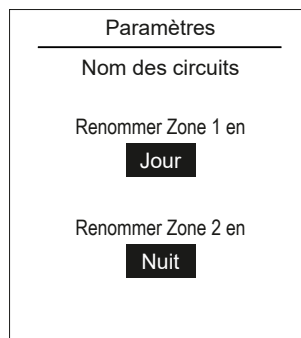 Paramètres
Nom des circuits
Renommer Zone 1 en
Jour
Renommer Zone 2 en
Nuit